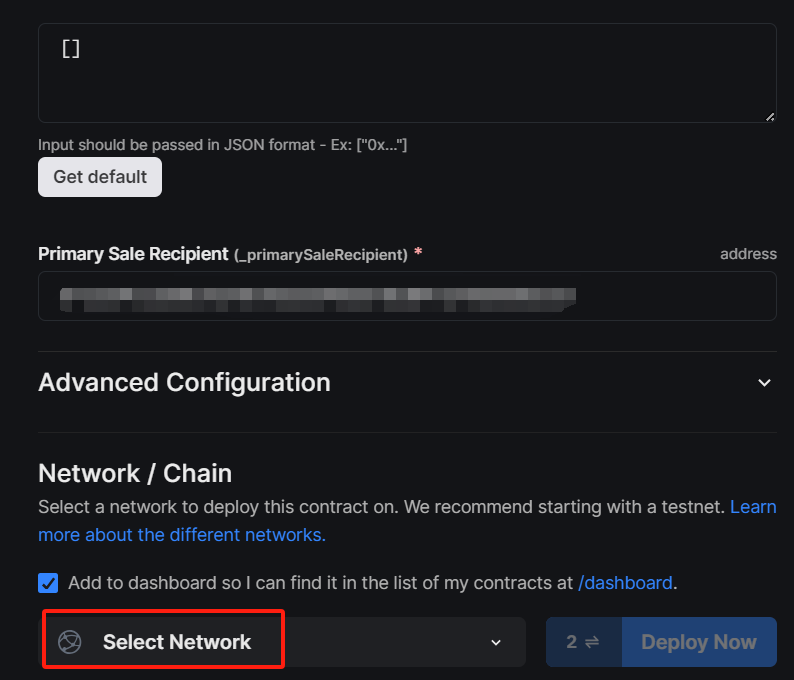 []
Input should be passed in JSON format - Ex: ["0x..."]
Get default
Primary Sale Recipient (_primarySaleRecipient) * address
Advanced Configuration
Network / Chain
Select a network to deploy this contract on. We recommend starting with a testnet. Learn
more about the different networks.
Add to dashboard so I can find it in the list of my contracts at /dashboard.
Select Network 2 ⇌ Deploy Now